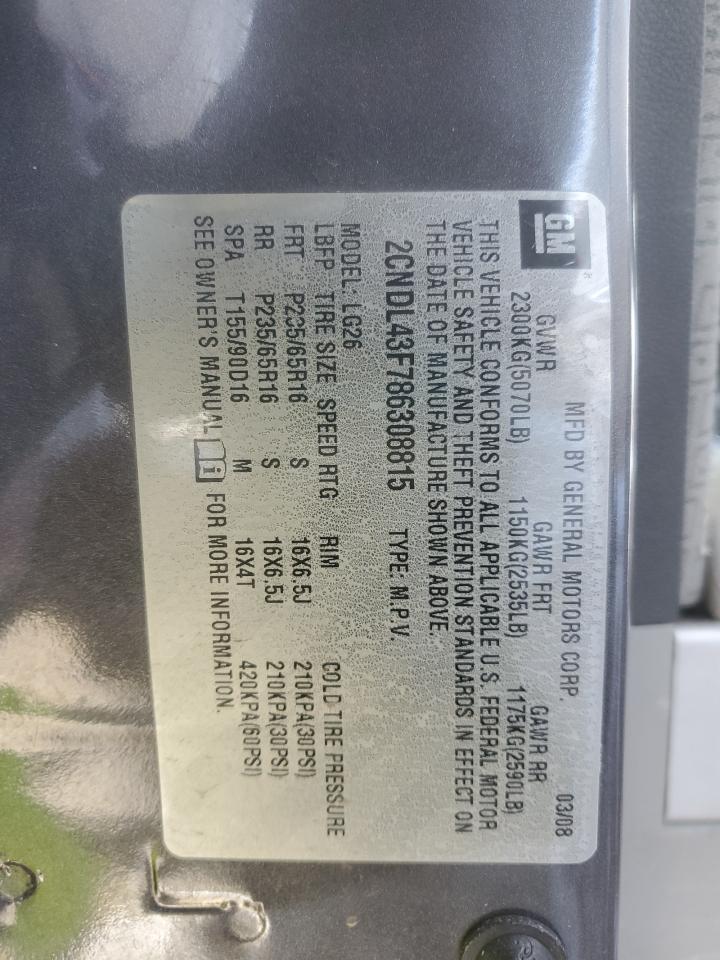 GM
MFD BY GENERAL MOTORS CORP. 03/08
GVWR GAWR FRT GAWR RR
2300KG(5070LB) 1150KG(2535LB) 1175KG(2590LB)
THIS VEHICLE CONFORMS TO ALL APPLICABLE U.S. FEDERAL MOTOR
VEHICLE SAFETY AND THEFT PREVENTION STANDARDS IN EFFECT ON
THE DATE OF MANUFACTURE SHOWN ABOVE.
2CNDL43F786308815 TYPE: M.P.V.
MODEL: LG26
LBFP TIRE SIZE SPEED RTG RIM COLD TIRE PRESSURE
FRT P235/65R16 S 16X6.5J 210KPA(30PSI)
RR P235/65R16 S 16X6.5J 210KPA(30PSI)
SPA T155/90D16 M 16X4T 420KPA(60PSI)
SEE OWNER'S MANUAL i FOR MORE INFORMATION.